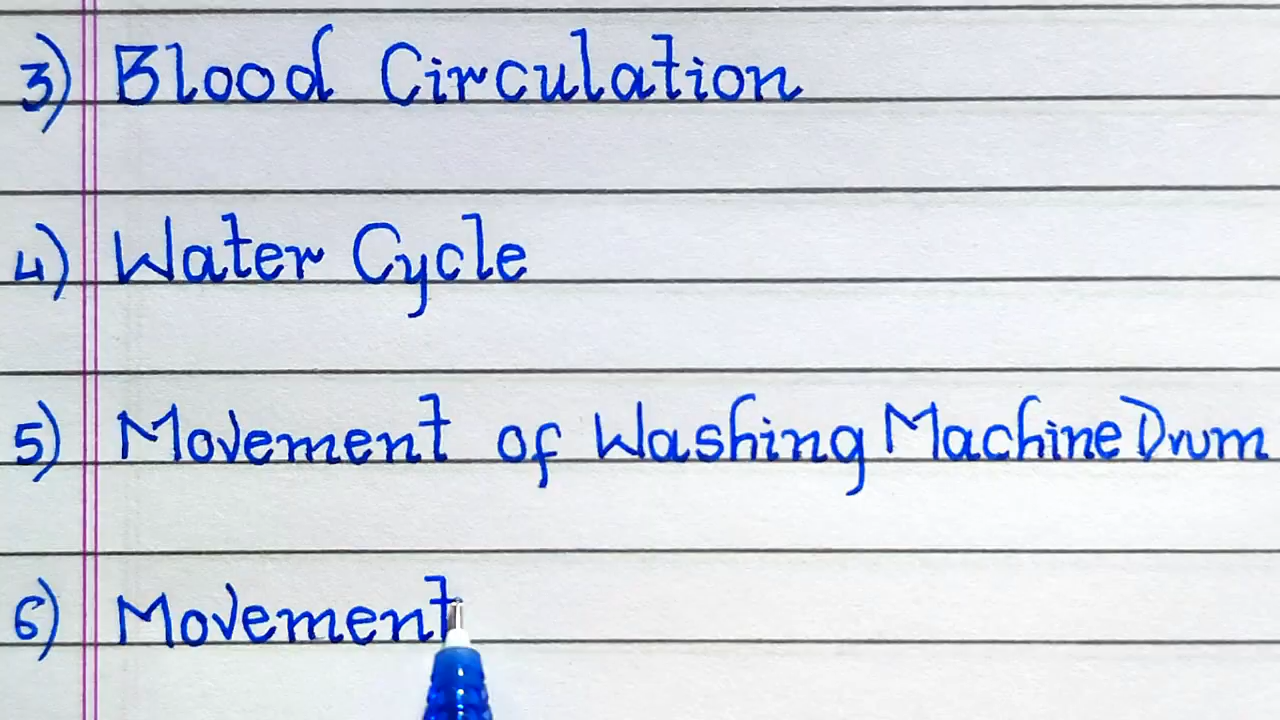 3) Blood Circulation
4) Water Cycle
5) Movement of Washing Machine Drum
6) Movement